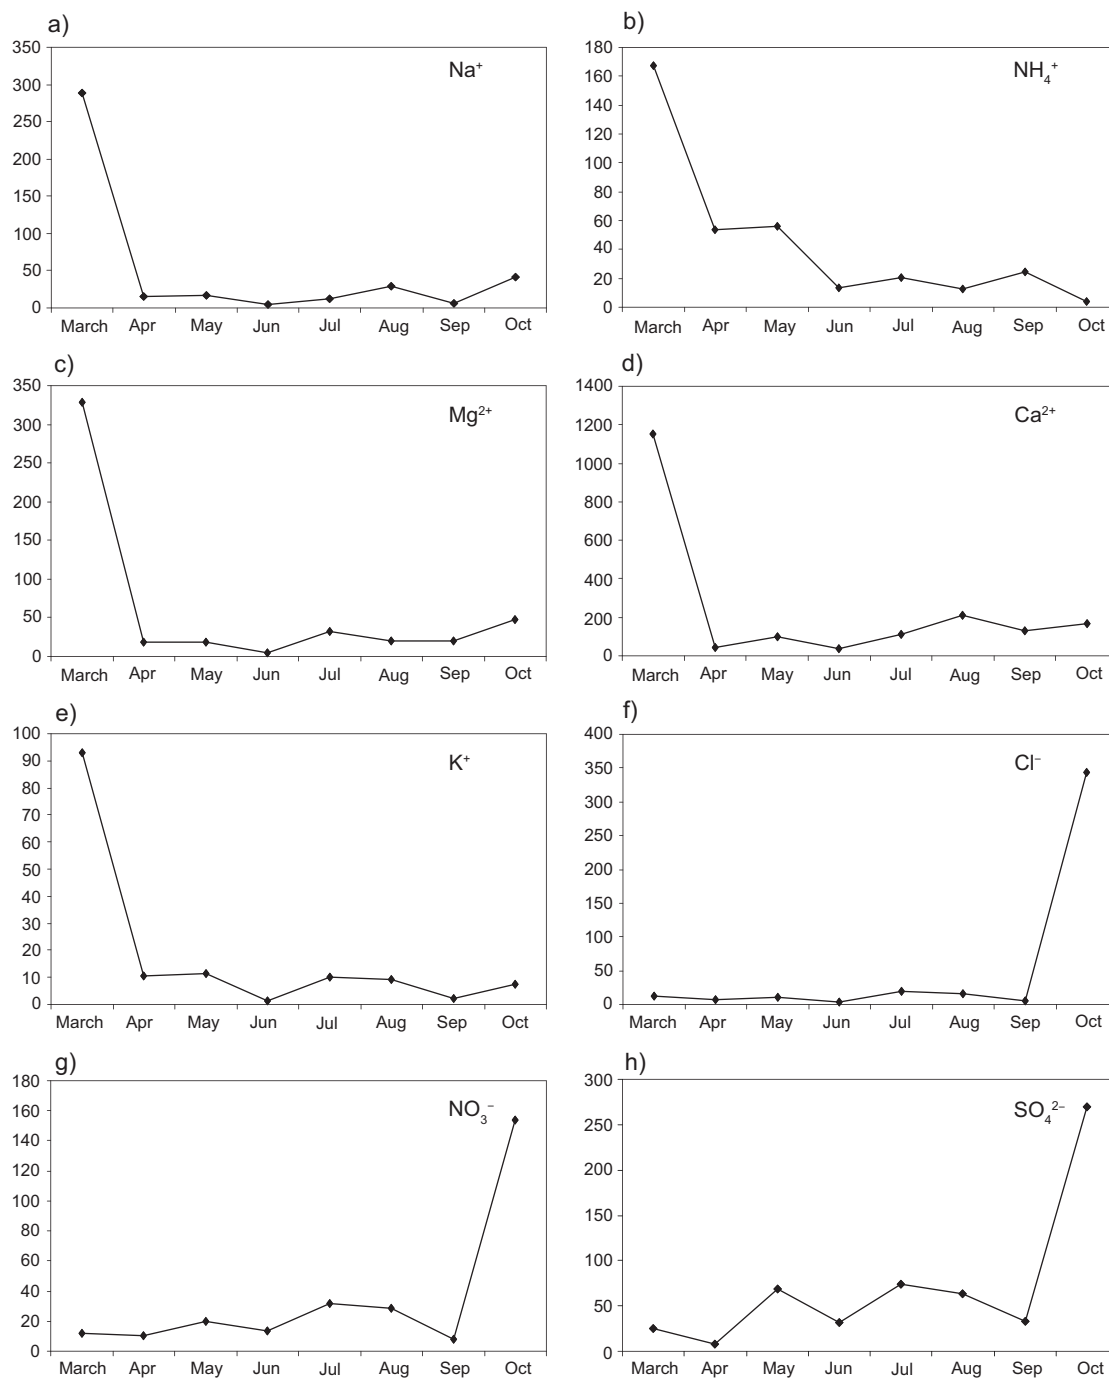 a)
Na⁺
350
300
250
200
150
100
50
0
March Apr May Jun Jul Aug Sep Oct
b)
NH₄⁺
180
160
140
120
100
80
60
40
20
0
March Apr May Jun Jul Aug Sep Oct
c)
Mg²⁺
350
300
250
200
150
100
50
0
March Apr May Jun Jul Aug Sep Oct
d)
Ca²⁺
1400
1200
1000
800
600
400
200
0
March Apr May Jun Jul Aug Sep Oct
e)
K⁺
100
90
80
70
60
50
40
30
20
10
0
March Apr May Jun Jul Aug Sep Oct
f)
Cl⁻
400
350
300
250
200
150
100
50
0
March Apr May Jun Jul Aug Sep Oct
g)
NO₃⁻
180
160
140
120
100
80
60
40
20
0
March Apr May Jun Jul Aug Sep Oct
h)
SO₄²⁻
300
250
200
150
100
50
0
March Apr May Jun Jul Aug Sep Oct